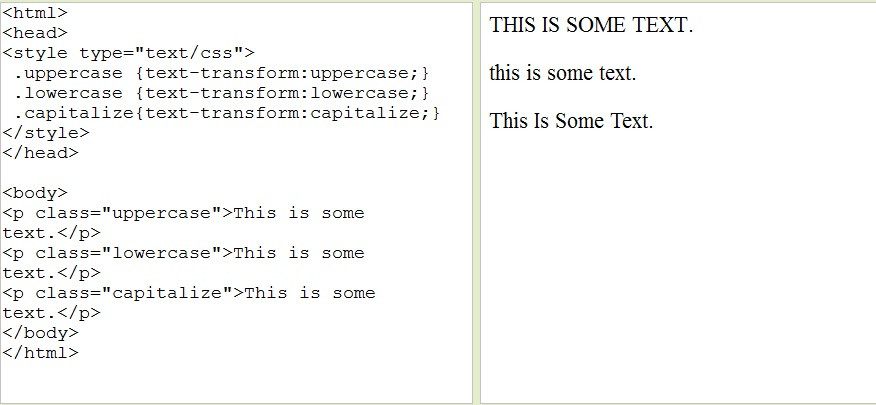 <html>
<head>
<style type="text/css">
 .uppercase {text-transform:uppercase;}
 .lowercase {text-transform:lowercase;}
 .capitalize{text-transform:capitalize;}
</style>
</head>

<body>
<p class="uppercase">This is some
text.</p>
<p class="lowercase">This is some
text.</p>
<p class="capitalize">This is some
text.</p>
</body>
</html>
THIS IS SOME TEXT.
this is some text.
This Is Some Text.